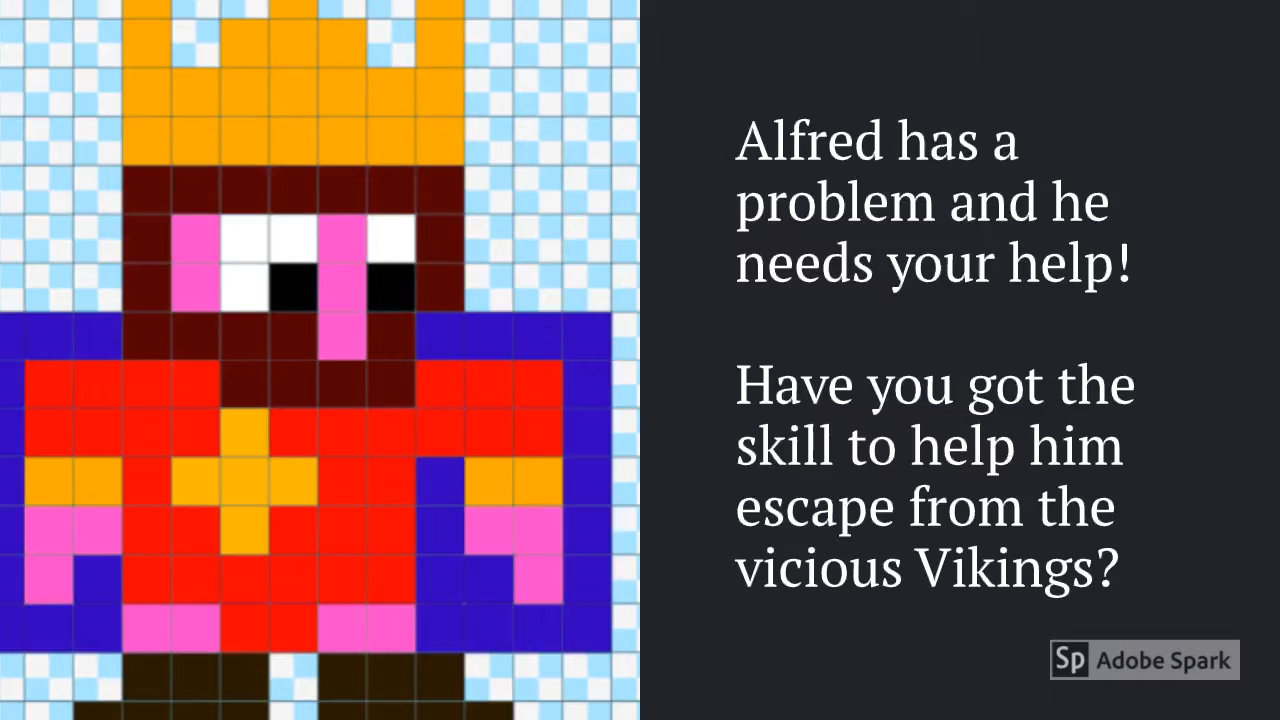 Alfred has a
problem and he
needs your help!
Have you got the
skill to help him
escape from the
vicious Vikings?
Sp Adobe Spark